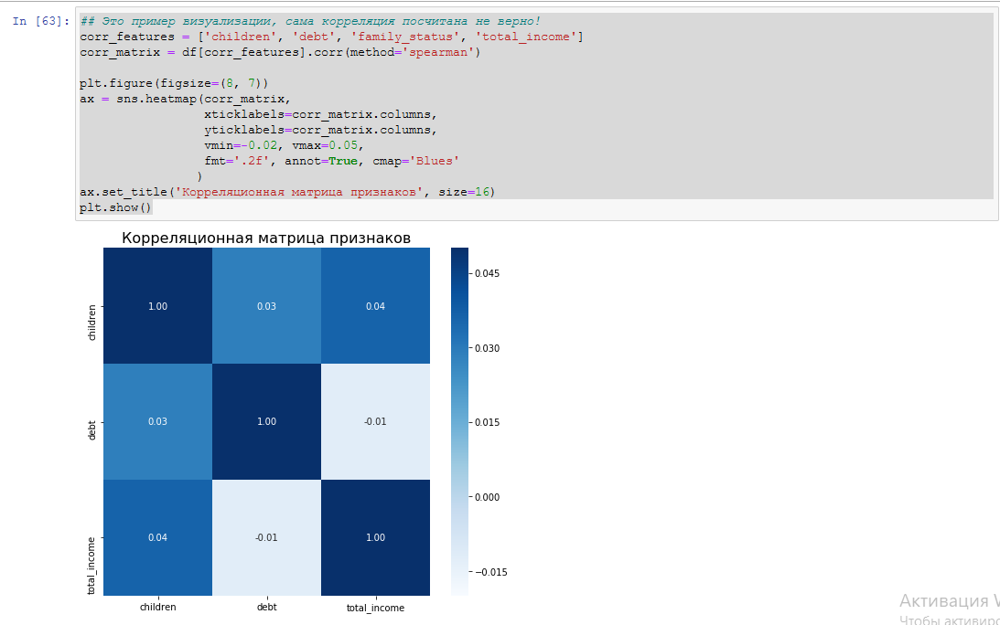 In [63]:
## Это пример визуализации, сама корреляция посчитана не верно!
corr_features = ['children', 'debt', 'family_status', 'total_income']
corr_matrix = df[corr_features].corr(method='spearman')
plt.figure(figsize=(8, 7))
ax = sns.heatmap(corr_matrix,
xticklabels=corr_matrix.columns,
yticklabels=corr_matrix.columns,
vmin=-0.02, vmax=0.05,
fmt='.2f', annot=True, cmap='Blues'
)
ax.set_title('Корреляционная матрица признаков', size=16)
plt.show()
Корреляционная матрица признаков
children
1.00 0.03 0.04
debt
0.03 1.00 -0.01
total_income
0.04 -0.01 1.00
children debt total_income
0.045
0.030
0.015
0.000
−0.015
Активация
Чтобы